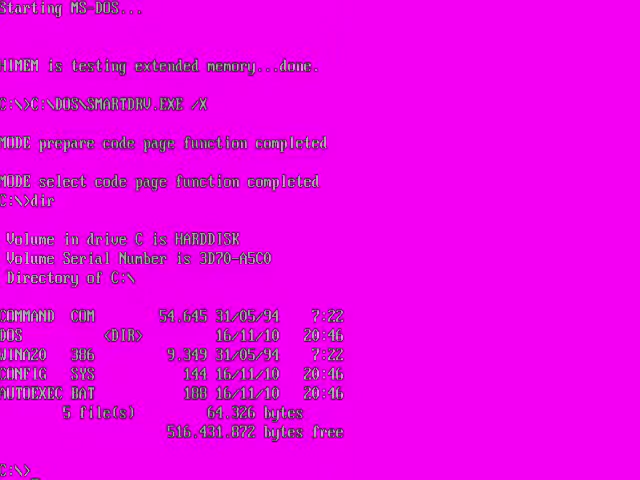 Starting MS-DOS...
HIMEM is testing extended memory...done.
C:\>C:\DOS\SMARTDRV.EXE /X
MODE prepare code page function completed
MODE select code page function completed
C:\>dir
Volume in drive C is HARDDISK
Volume Serial Number is 3D70-A5C0
Directory of C:\
COMMAND COM 54.645 31/05/94 7:22
DOS <DIR> 16/11/10 20:46
WINA20 386 9.349 31/05/94 7:22
CONFIG SYS 144 16/11/10 20:46
AUTOEXEC BAT 188 16/11/10 20:46
5 file(s) 64.326 bytes
516.431.872 bytes free
C:\>_